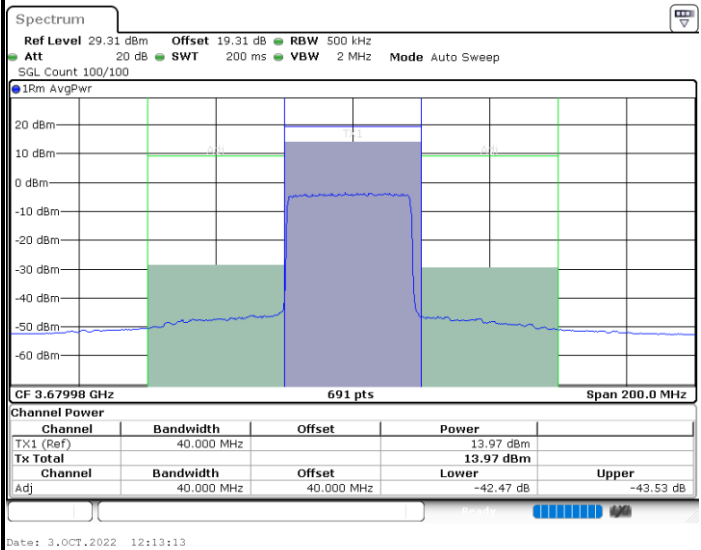 Spectrum
Ref Level 29.31 dBm Offset 19.31 dB RBW 500 kHz
Att 20 dB SWT 200 ms VBW 2 MHz Mode Auto Sweep
SGL Count 100/100
1Rm AvgPwr
TX1
20 dBm
Adj Adj
10 dBm
0 dBm
-10 dBm
-20 dBm
-30 dBm
-40 dBm
-50 dBm
-60 dBm
CF 3.67998 GHz 691 pts Span 200.0 MHz
Channel Power
Channel Bandwidth Offset Power
TX1 (Ref) 40.000 MHz 13.97 dBm
Tx Total 13.97 dBm
Channel Bandwidth Offset Lower Upper
Adj 40.000 MHz 40.000 MHz -42.47 dB -43.53 dB
Ready
Date: 3.OCT.2022 12:13:13